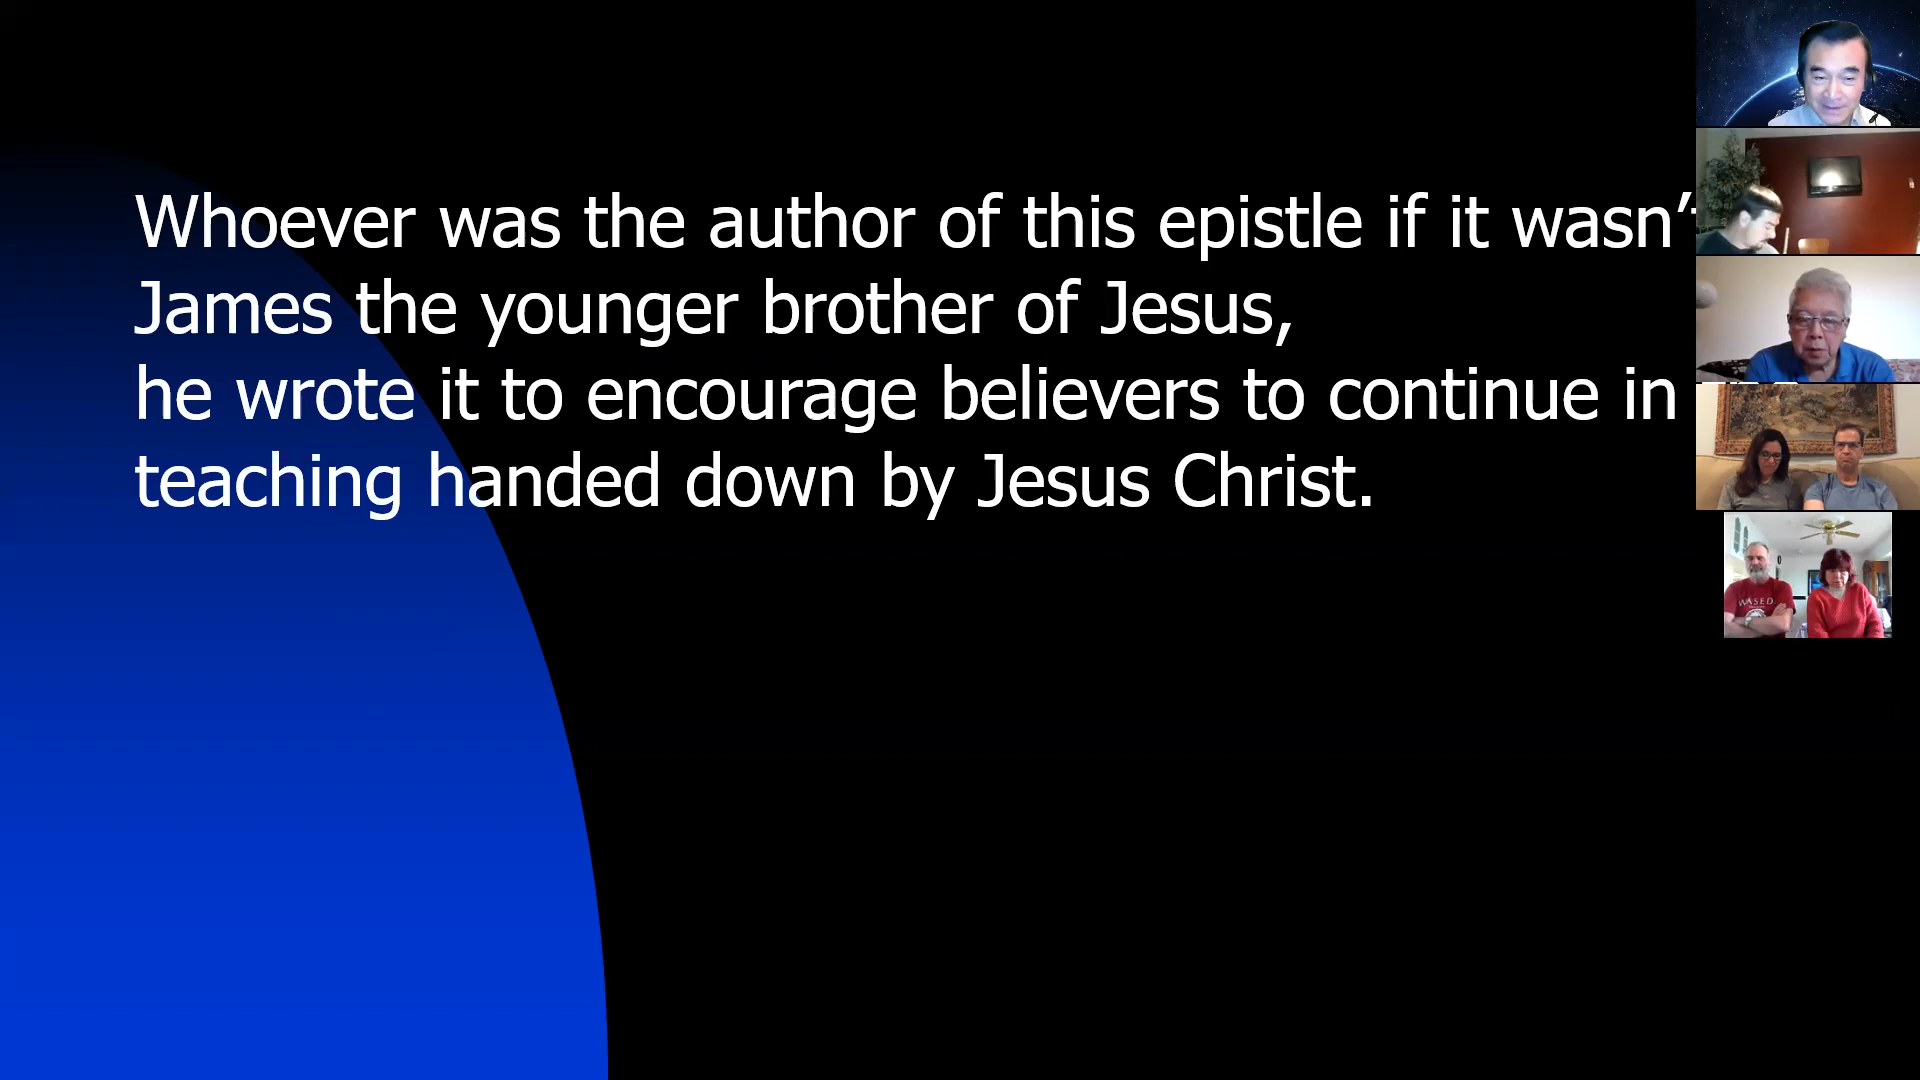 Whoever was the author of this epistle if it wasn't
James the younger brother of Jesus,
he wrote it to encourage believers to continue in
teaching handed down by Jesus Christ.